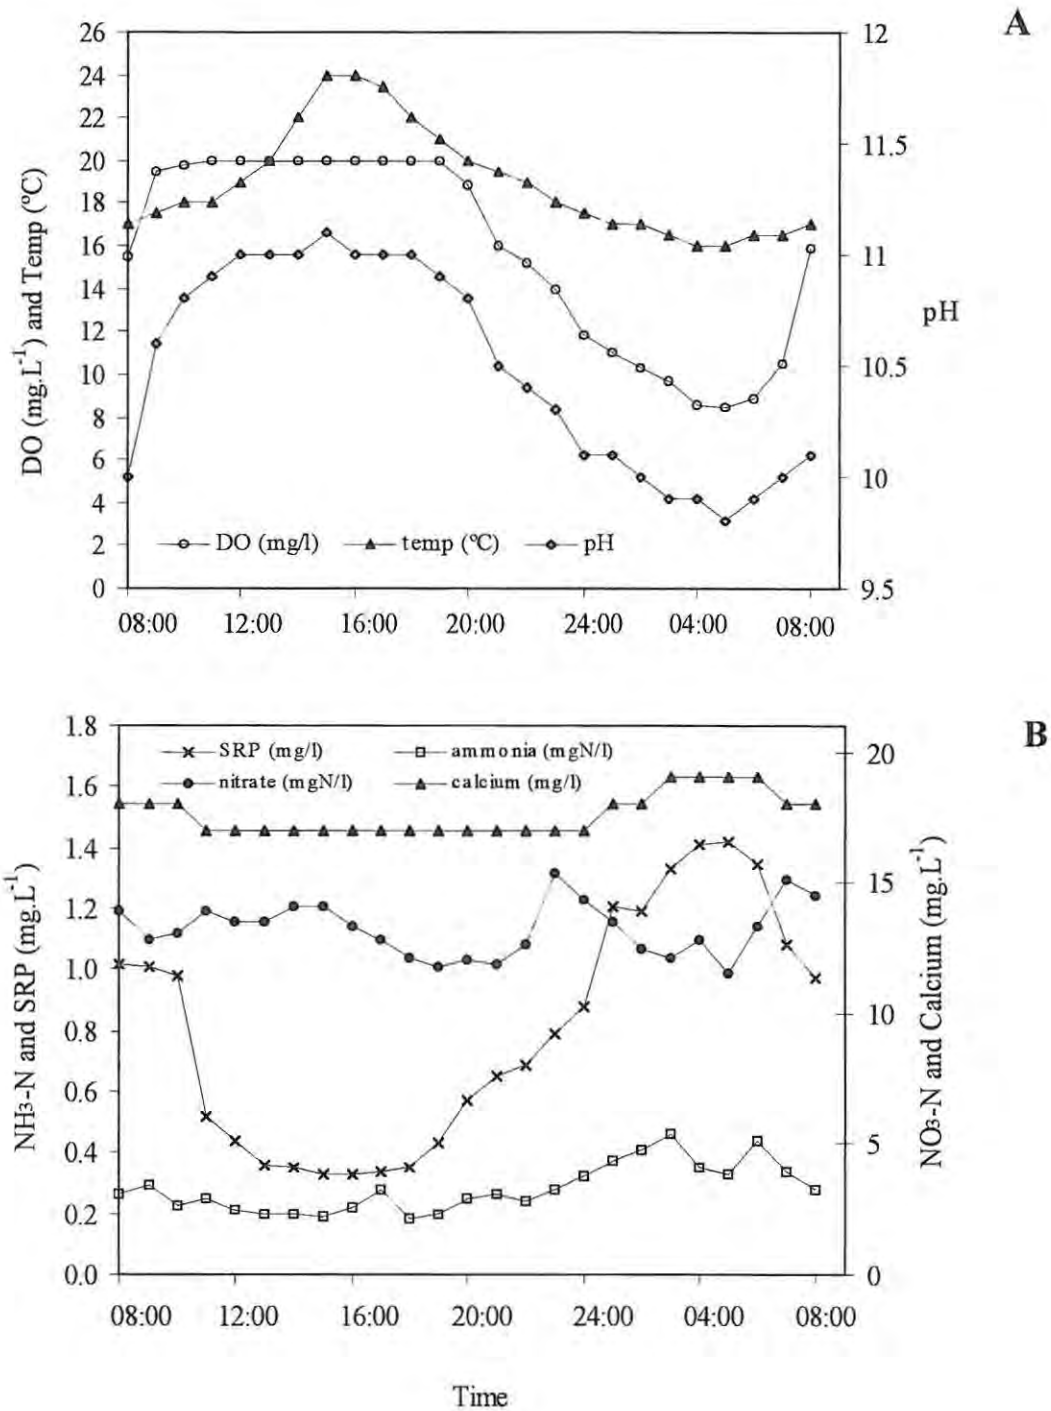 A
26
24
22
20
18
16
14
12
10
8
6
4
2
0
DO (mg.L-1) and Temp (ºC)
12
11.5
11
10.5
10
9.5
pH
DO (mg/l) temp (ºC) pH
08:00 12:00 16:00 20:00 24:00 04:00 08:00
B
1.8
1.6
1.4
1.2
1.0
0.8
0.6
0.4
0.2
0.0
NH3-N and SRP (mg.L-1)
SRP (mg/l) ammonia (mgN/l)
nitrate (mgN/l) calcium (mg/l)
20
15
10
5
0
NO3-N and Calcium (mg.L-1)
08:00 12:00 16:00 20:00 24:00 04:00 08:00
Time